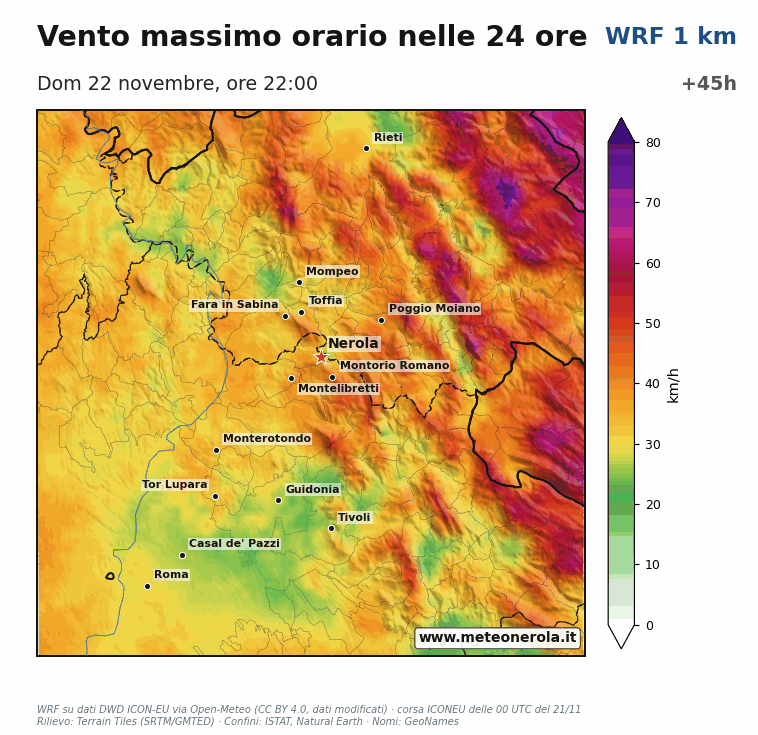 Vento massimo orario nelle 24 ore WRF 1 km
Dom 22 novembre, ore 22:00 +45h
Rieti
Mompeo
Fara in Sabina
Toffia
Poggio Moiano
Nerola
Montorio Romano
Montelibretti
Monterotondo
Tor Lupara
Guidonia
Tivoli
Casal de' Pazzi
Roma
www.meteonerola.it
80
70
60
50
40
30
20
10
0
km/h
WRF su dati DWD ICON-EU via Open-Meteo (CC BY 4.0, dati modificati) · corsa ICONEU delle 00 UTC del 21/11
Rilievo: Terrain Tiles (SRTM/GMTED) · Confini: ISTAT, Natural Earth · Nomi: GeoNames